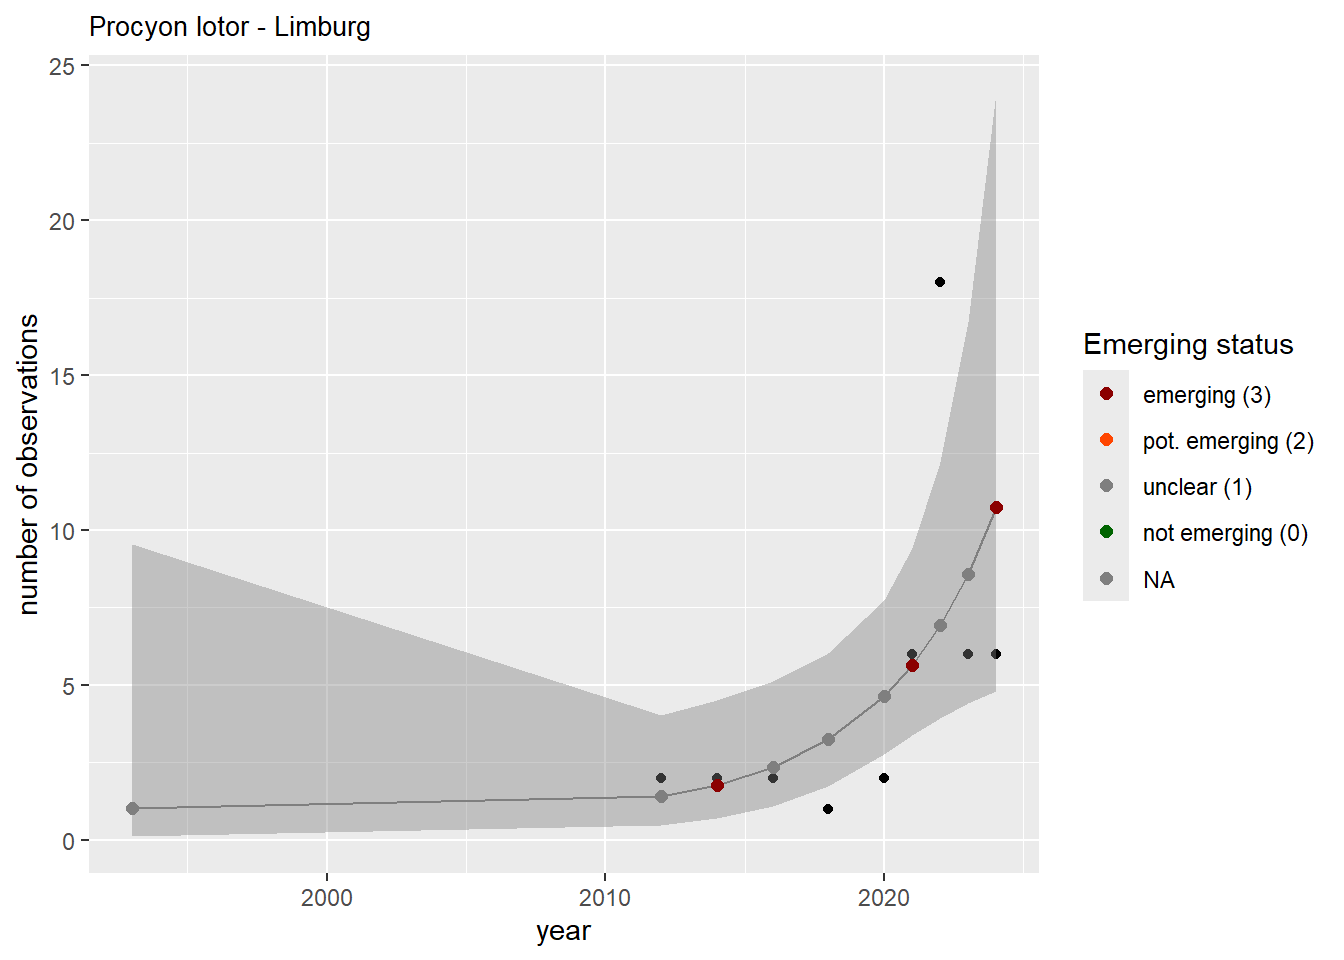 Procyon lotor - Limburg
25
20
15
10
5
0
number of observations
2000
2010
2020
year
Emerging status
emerging (3)
pot. emerging (2)
unclear (1)
not emerging (0)
NA